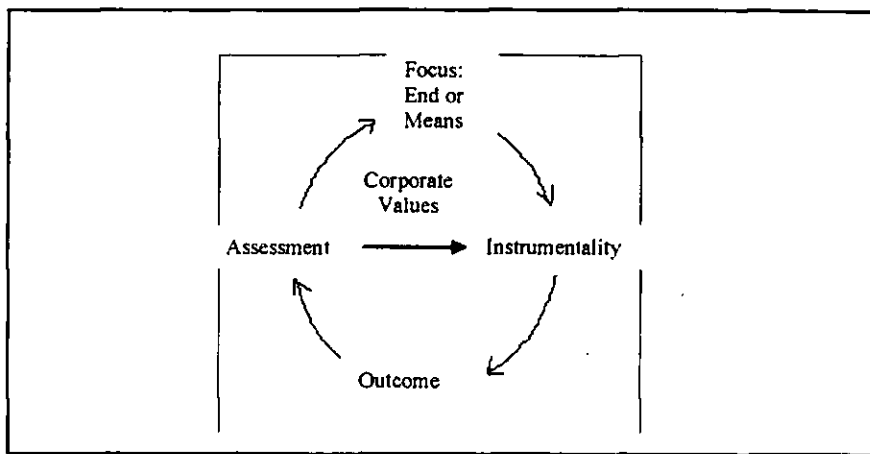 Focus:
End or
Means
Corporate
Values
Assessment
Instrumentality
Outcome